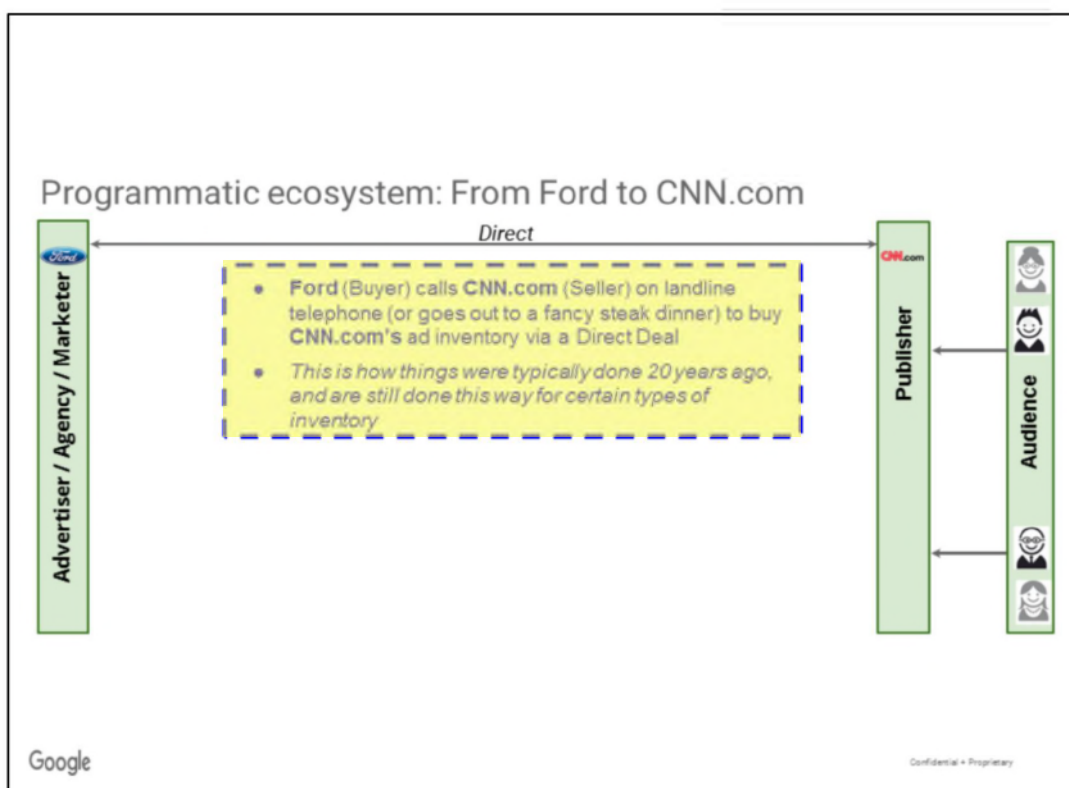 Programmatic ecosystem: From Ford to CNN.com
Direct
Ford
Advertiser / Agency / Marketer
● Ford (Buyer) calls CNN.com (Seller) on landline
telephone (or goes out to a fancy steak dinner) to buy
CNN.com's ad inventory via a Direct Deal
● This is how things were typically done 20 years ago,
and are still done this way for certain types of
inventory
CNN.com
Publisher
Audience
Google
Confidential + Proprietary